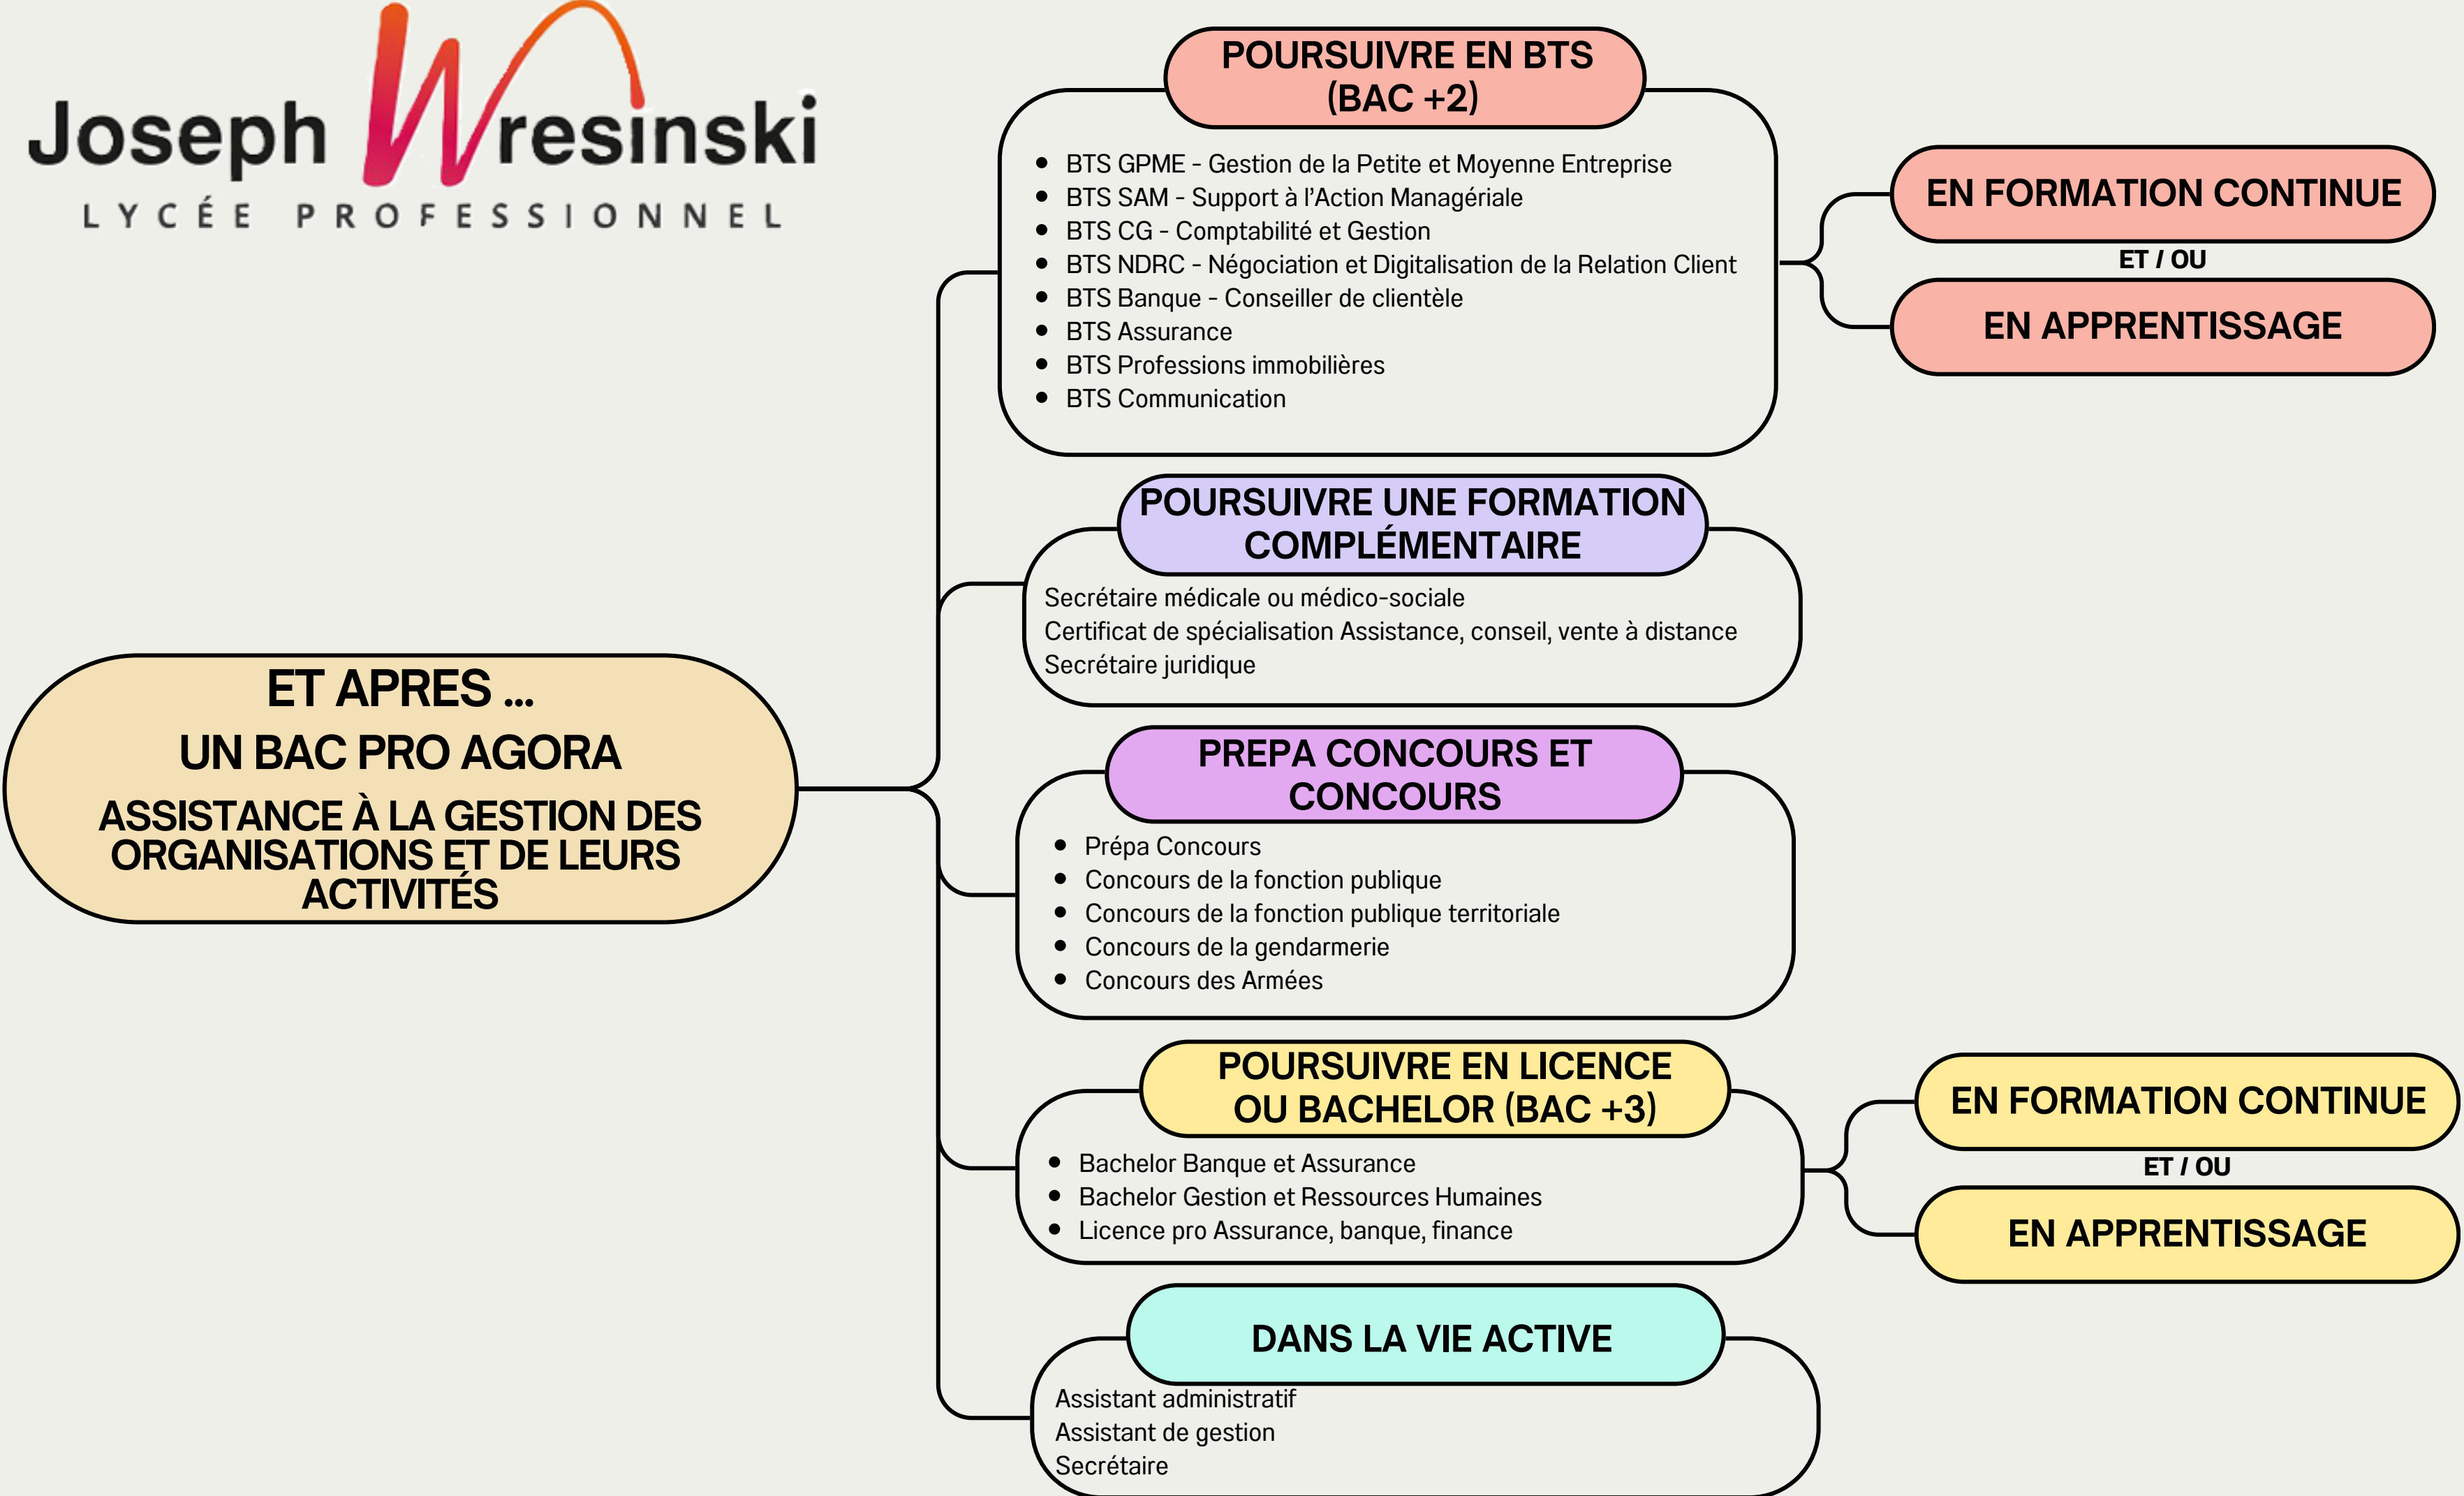 Joseph Wresinski
LYCÉE PROFESSIONNEL
ET APRES ...
UN BAC PRO AGORA
ASSISTANCE À LA GESTION DES
ORGANISATIONS ET DE LEURS
ACTIVITÉS
POURSUIVRE EN BTS
(BAC +2)
• BTS GPME - Gestion de la Petite et Moyenne Entreprise
• BTS SAM - Support à l'Action Managériale
• BTS CG - Comptabilité et Gestion
• BTS NDRC - Négociation et Digitalisation de la Relation Client
• BTS Banque - Conseiller de clientèle
• BTS Assurance
• BTS Professions immobilières
• BTS Communication
EN FORMATION CONTINUE
ET / OU
EN APPRENTISSAGE
POURSUIVRE UNE FORMATION
COMPLÉMENTAIRE
Secrétaire médicale ou médico-sociale
Certificat de spécialisation Assistance, conseil, vente à distance
Secrétaire juridique
PREPA CONCOURS ET
CONCOURS
• Prépa Concours
• Concours de la fonction publique
• Concours de la fonction publique territoriale
• Concours de la gendarmerie
• Concours des Armées
POURSUIVRE EN LICENCE
OU BACHELOR (BAC +3)
• Bachelor Banque et Assurance
• Bachelor Gestion et Ressources Humaines
• Licence pro Assurance, banque, finance
EN FORMATION CONTINUE
ET / OU
EN APPRENTISSAGE
DANS LA VIE ACTIVE
Assistant administratif
Assistant de gestion
Secrétaire